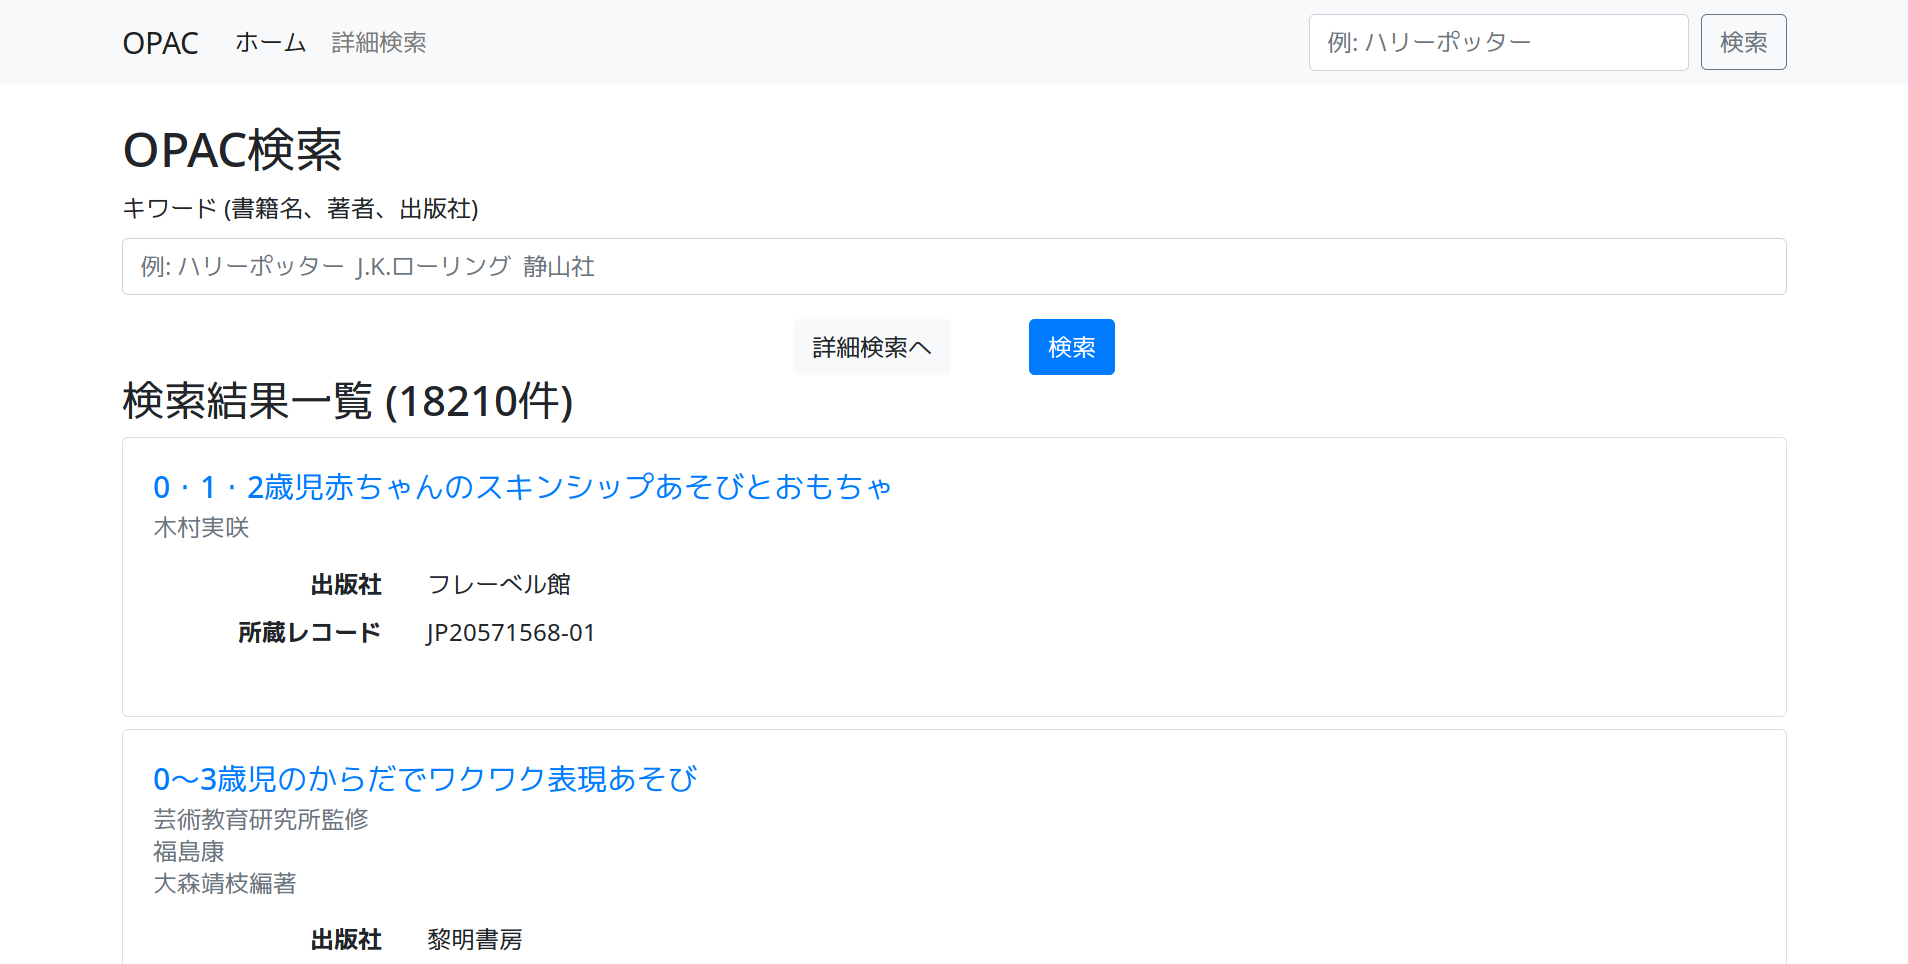 OPAC ホーム 詳細検索 例: ハリーポッター 検索
OPAC検索
キワード (書籍名、著者、出版社)
例: ハリーポッター J.K.ローリング 静山社
詳細検索へ 検索
検索結果一覧 (18210件)
0・1・2歳児赤ちゃんのスキンシップあそびとおもちゃ
木村実咲
出版社 フレーベル館
所蔵レコード JP20571568-01
0〜3歳児のからだでワクワク表現あそび
芸術教育研究所監修
福島康
大森靖枝編著
出版社 黎明書房